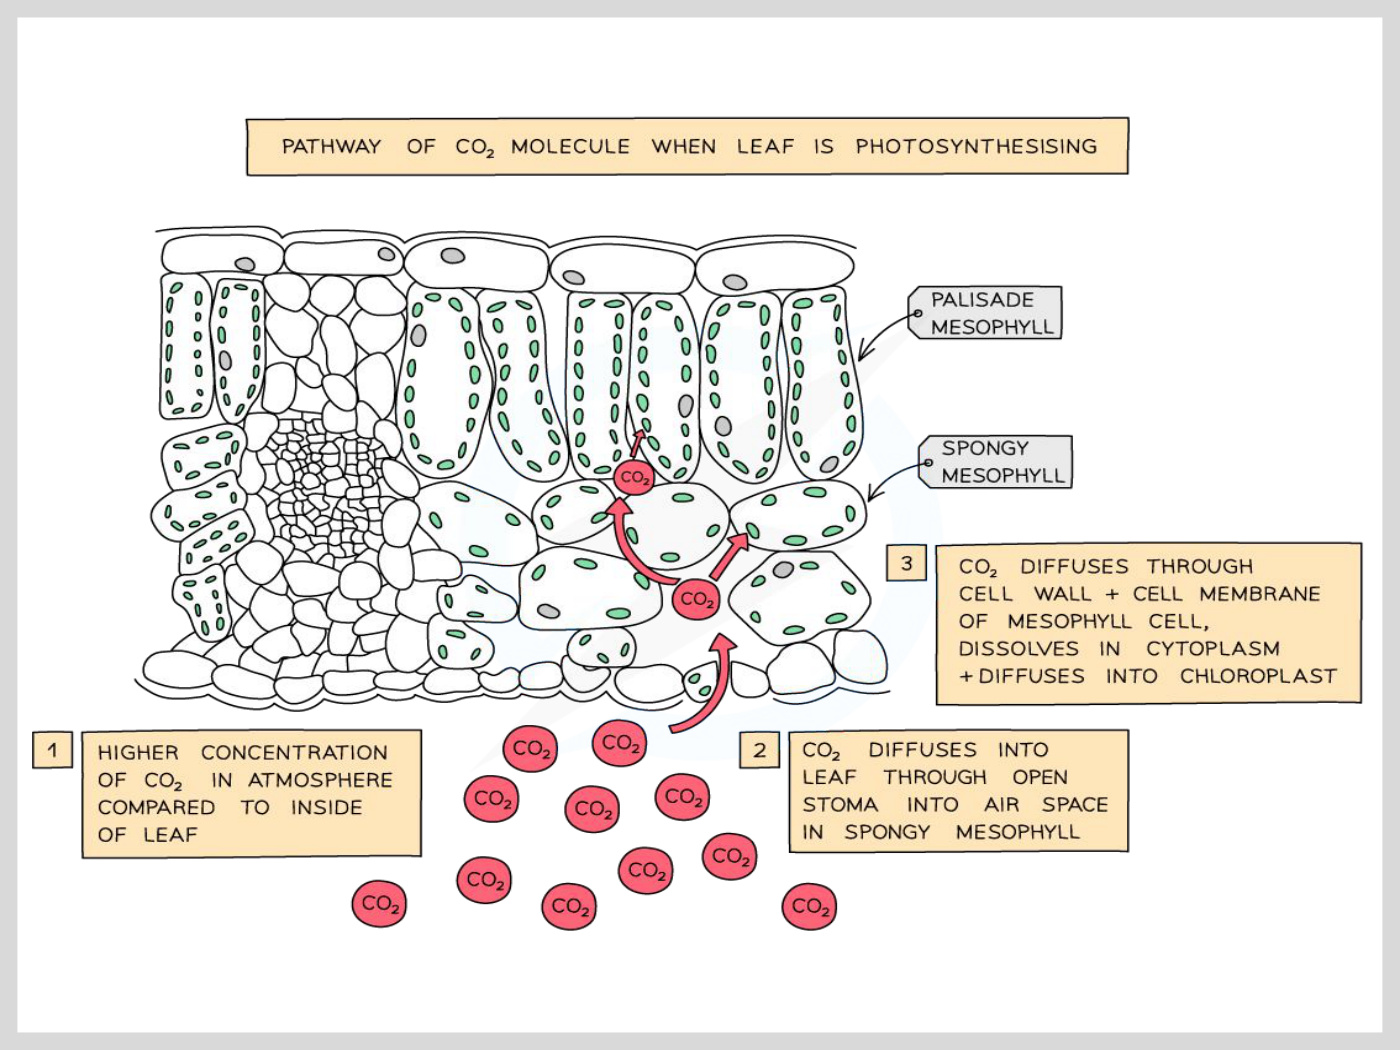 PATHWAY OF CO₂ MOLECULE WHEN LEAF IS PHOTOSYNTHESISING
PALISADE
MESOPHYLL
SPONGY
MESOPHYLL
CO₂
CO₂
3
CO₂ DIFFUSES THROUGH
CELL WALL + CELL MEMBRANE
OF MESOPHYLL CELL,
DISSOLVES IN CYTOPLASM
+ DIFFUSES INTO CHLOROPLAST
1
HIGHER CONCENTRATION
OF CO₂ IN ATMOSPHERE
COMPARED TO INSIDE
OF LEAF
2
CO₂ DIFFUSES INTO
LEAF THROUGH OPEN
STOMA INTO AIR SPACE
IN SPONGY MESOPHYLL
CO₂
CO₂
CO₂
CO₂
CO₂
CO₂
CO₂
CO₂
CO₂
CO₂
CO₂